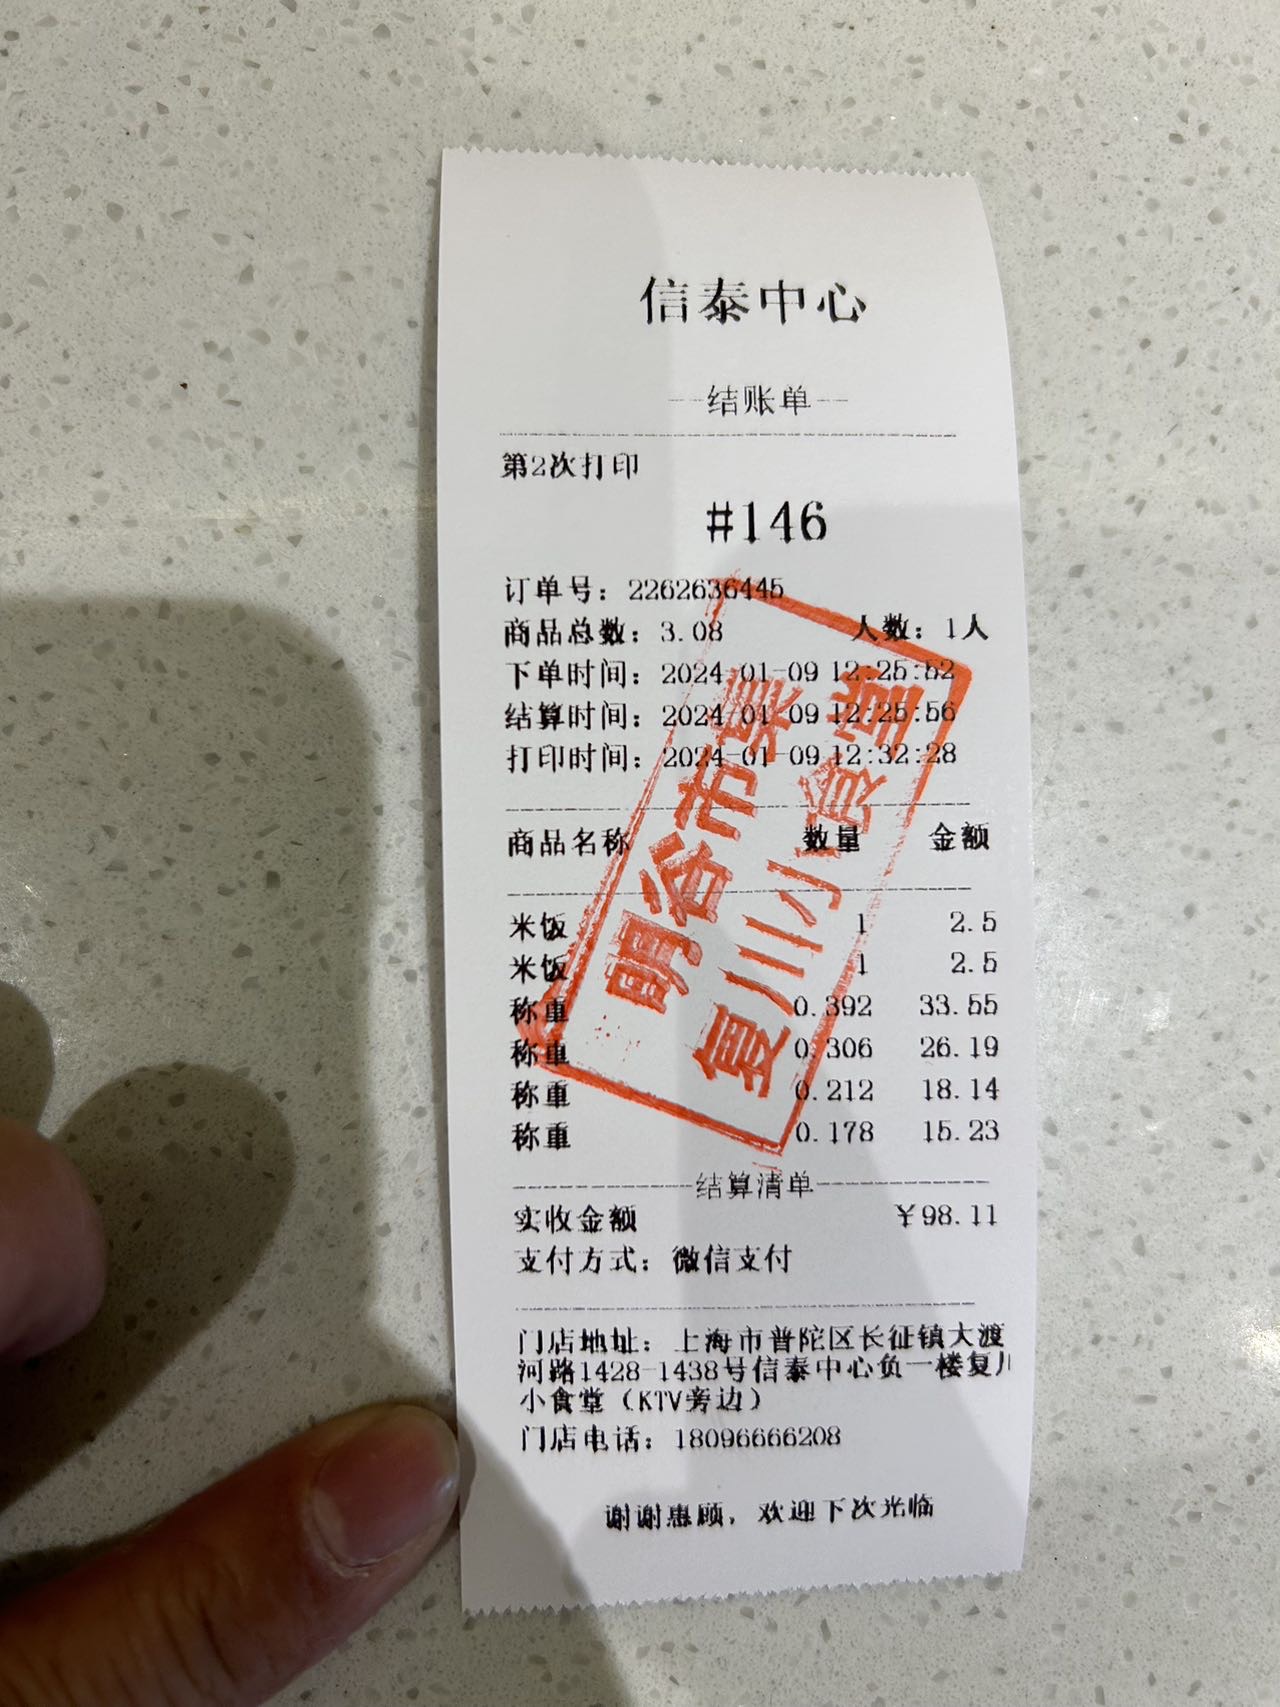 信泰中心
--结账单--
第2次打印
#146
订单号：2262636445
商品总数：3.08 人数：1人
下单时间：2024-01-09 12:25:52
结算时间：2024-01-09 12:25:56
打印时间：2024-01-09 12:32:28
商品名称 数量 金额
米饭 1 2.5
米饭 1 2.5
称重 0.392 33.55
称重 0.306 26.19
称重 0.212 18.14
称重 0.178 15.23
结算清单
实收金额 ￥98.11
支付方式：微信支付
门店地址：上海市普陀区长征镇大渡
河路1428-1438号信泰中心负一楼复川
小食堂（KTV旁边）
门店电话：18096666208
谢谢惠顾，欢迎下次光临
明谷市集
复川小食堂